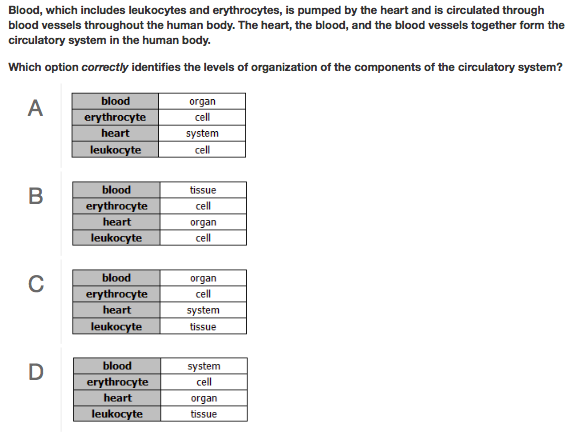 Blood, which includes leukocytes and erythrocytes, is pumped by the heart and is circulated through
blood vessels throughout the human body. The heart, the blood, and the blood vessels together form the
circulatory system in the human body.
Which option correctly identifies the levels of organization of the components of the circulatory system?
A
blood organ
erythrocyte cell
heart system
leukocyte cell
B
blood tissue
erythrocyte cell
heart organ
leukocyte cell
C
blood organ
erythrocyte cell
heart system
leukocyte tissue
D
blood system
erythrocyte cell
heart organ
leukocyte tissue